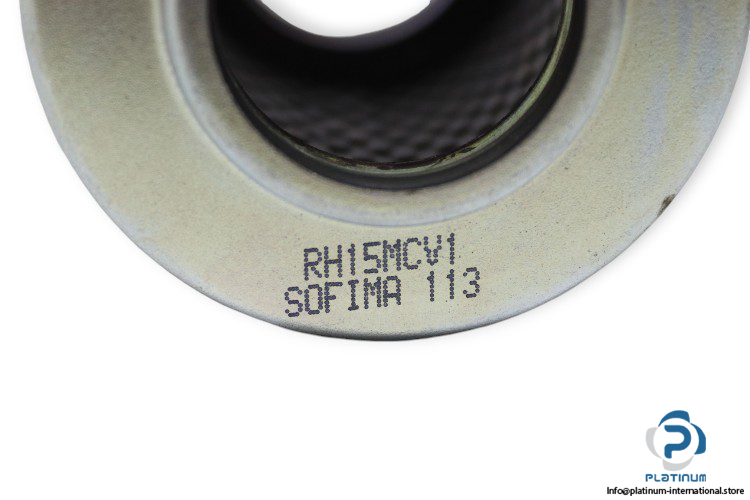 RH15MCV1
SOFIMA 113
PLATINUM
Info@platinum-international.store